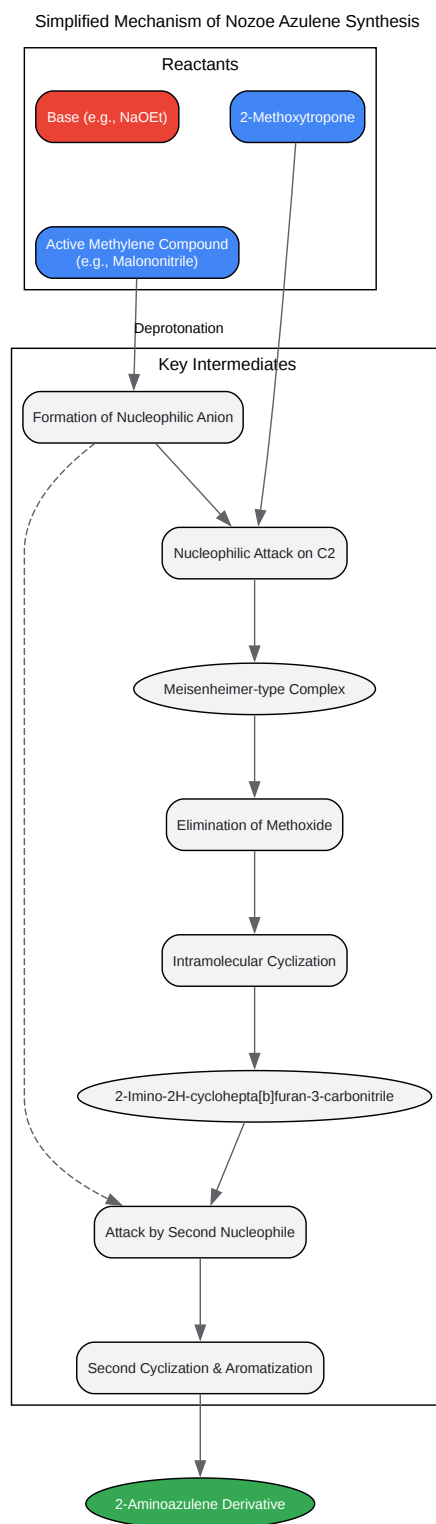 Simplified Mechanism of Nozoe Azulene Synthesis
Reactants
Base (e.g., NaOEt)
2-Methoxytropone
Active Methylene Compound
(e.g., Malononitrile)
Deprotonation
Key Intermediates
Formation of Nucleophilic Anion
Nucleophilic Attack on C2
Meisenheimer-type Complex
Elimination of Methoxide
Intramolecular Cyclization
2-Imino-2H-cyclohepta[b]furan-3-carbonitrile
Attack by Second Nucleophile
Second Cyclization & Aromatization
2-Aminoazulene Derivative